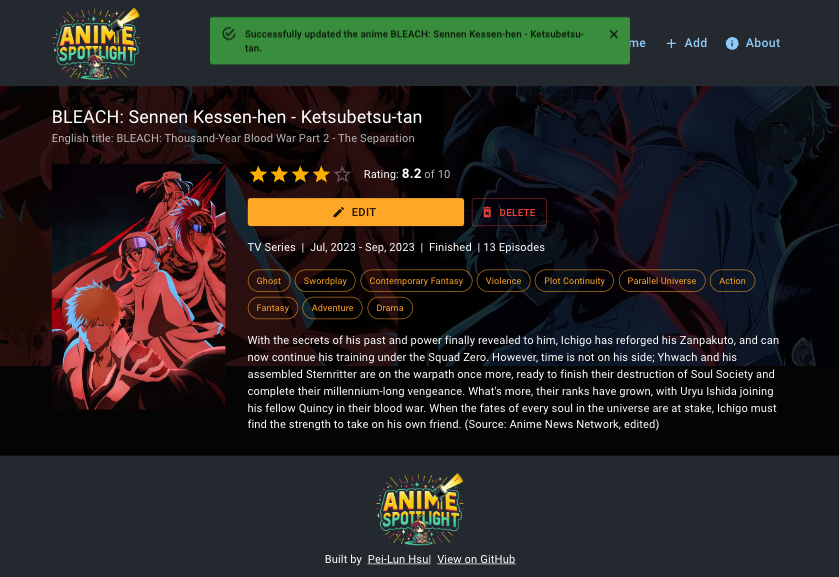 ANIME
SPOTLIGHT
Successfully updated the anime BLEACH: Sennen Kessen-hen - Ketsubetsu-
tan.
me
Add
About
BLEACH: Sennen Kessen-hen - Ketsubetsu-tan
English title: BLEACH: Thousand-Year Blood War Part 2 - The Separation
Rating: 8.2 of 10
EDIT
DELETE
TV Series | Jul, 2023 - Sep, 2023 | Finished | 13 Episodes
Ghost Swordplay Contemporary Fantasy Violence Plot Continuity Parallel Universe Action
Fantasy Adventure Drama
With the secrets of his past and power finally revealed to him, Ichigo has reforged his Zanpakuto, and can
now continue his training under the Squad Zero. However, time is not on his side; Yhwach and his
assembled Sternritter are on the warpath once more, ready to finish their destruction of Soul Society and
complete their millennium-long vengeance. What's more, their ranks have grown, with Uryu Ishida joining
his fellow Quincy in their blood war. When the fates of every soul in the universe are at stake, Ichigo must
find the strength to take on his own friend. (Source: Anime News Network, edited)
ANIME
SPOTLIGHT
Built by Pei-Lun Hsu| View on GitHub